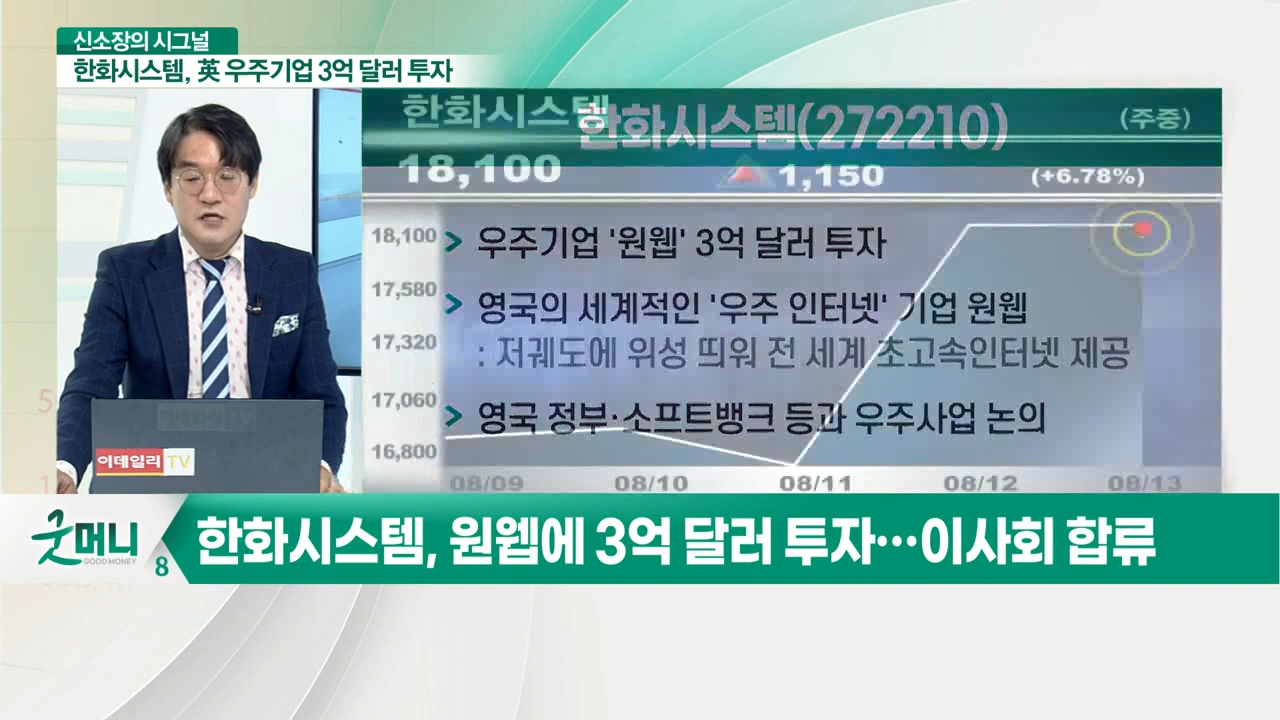 신소장의 시그널
한화시스템, 英 우주기업 3억 달러 투자
한화시스템
한화시스템(272210)
(주중)
18,100
1,150
(+6.78%)
18,100
> 우주기업 '원웹' 3억 달러 투자
17,580
> 영국의 세계적인 '우주 인터넷' 기업 원웹
17,320
: 저궤도에 위성 띄워 전 세계 초고속인터넷 제공
17,060
> 영국 정부·소프트뱅크 등과 우주사업 논의
16,800
08/09 08/10 08/11 08/12 08/13
이데일리 TV
굿머니
GOOD MONEY
8
한화시스템, 원웹에 3억 달러 투자…이사회 합류